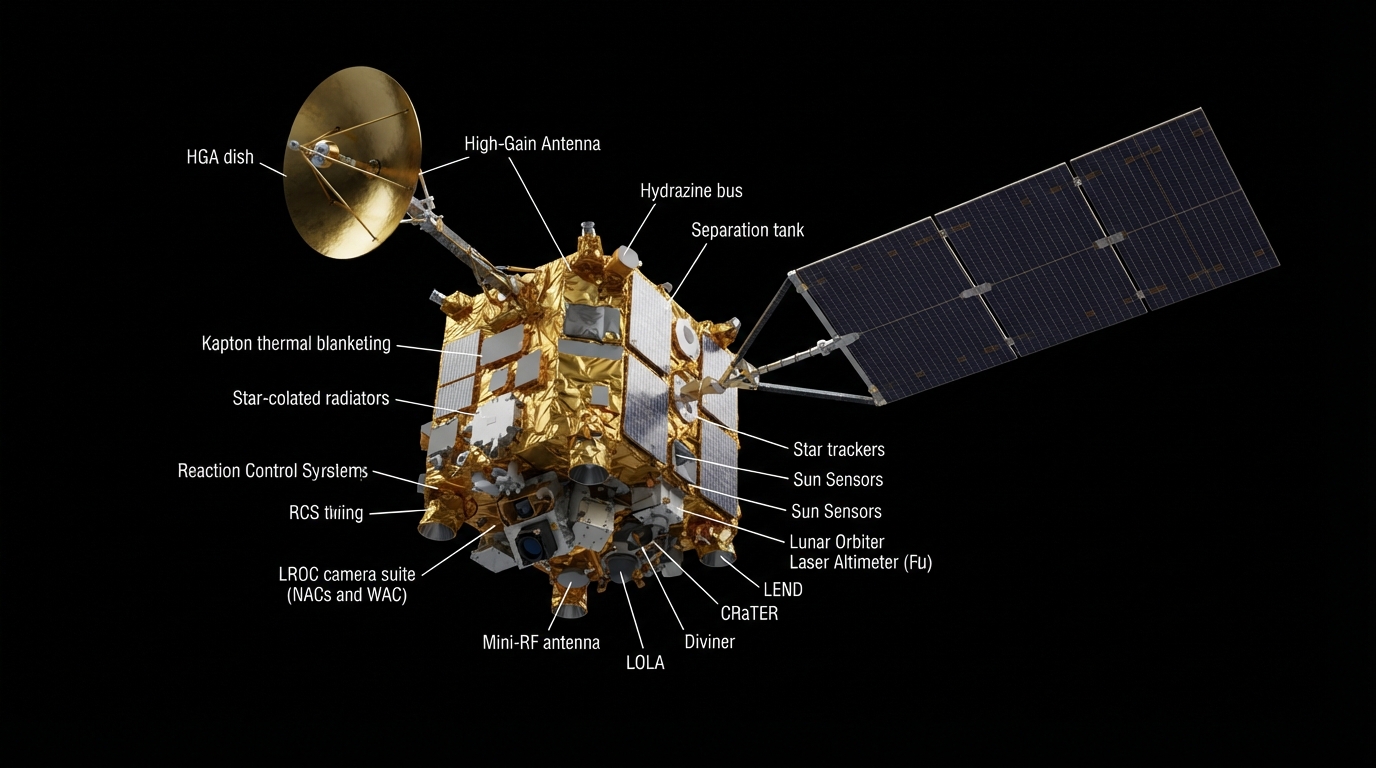 HGA dish
High-Gain Antenna
Hydrazine bus
Separation tank
Kapton thermal blanketing
Star-colated radiators
Reaction Control
RCS
LROC camera suite
(NACs and WAC)
Mini-RF antenna
LOLA
Diviner
CRaTER
LEND
Lunar Orbiter
Laser Altimeter (Fu)
Sun Sensors
Sun Sensors
Star trackers